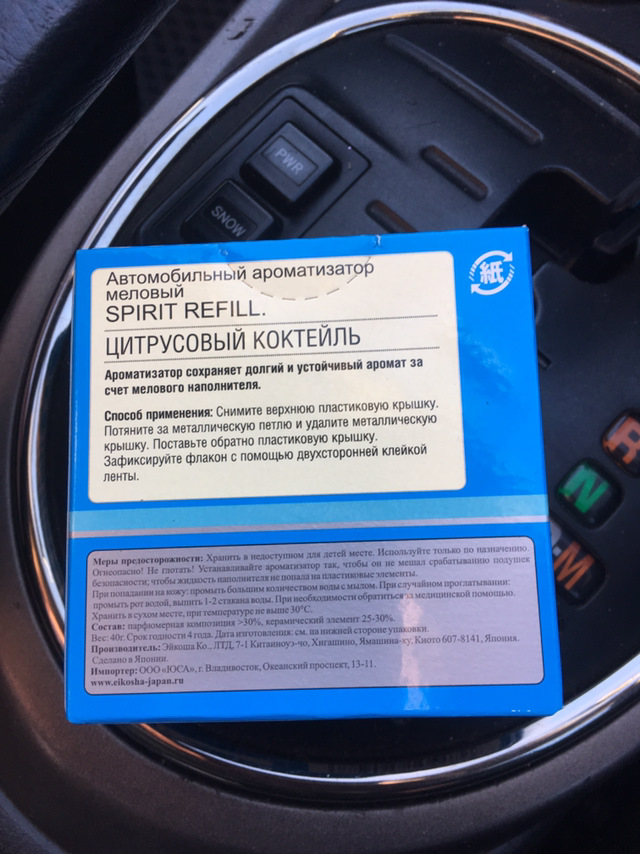 PWR
SNOW
紙
Автомобильный ароматизатор
меловый
SPIRIT REFILL.
ЦИТРУСОВЫЙ КОКТЕЙЛЬ
Ароматизатор сохраняет долгий и устойчивый аромат за
счет мелового наполнителя.
Способ применения: Снимите верхнюю пластиковую крышку.
Потяните за металлическую петлю и удалите металлическую
крышку. Поставьте обратно пластиковую крышку.
Зафиксируйте флакон с помощью двухсторонней клейкой
ленты.
R
N
M
Меры предосторожности: Хранить в недоступном для детей месте. Используйте только по назначению.
Огнеопасно! Не глотать! Устанавливайте ароматизатор так, чтобы он не мешал срабатыванию подушек
безопасности; чтобы жидкость наполнителя не попала на пластиковые элементы.
При попадании на кожу: промыть большим количеством воды с мылом. При случайном проглатывании:
промыть рот водой, выпить 1-2 стакана воды. При необходимости обратиться за медицинской помощью.
Хранить в сухом месте, при температуре не выше 30°С.
Состав: парфюмерная композиция >30%, керамический элемент 25-30%.
Вес: 40г. Срок годности 4 года. Дата изготовления: см. на нижней стороне упаковки.
Производитель: Эйкоша Ко., ЛТД, 7-1 Китаиноуэ-чо, Хигашино, Ямашина-ку, Киото 607-8141, Япония.
Сделано в Японии.
Импортер: ООО «ЮСА», г. Владивосток, Океанский проспект, 13-11.
www.eikosha-japan.ru